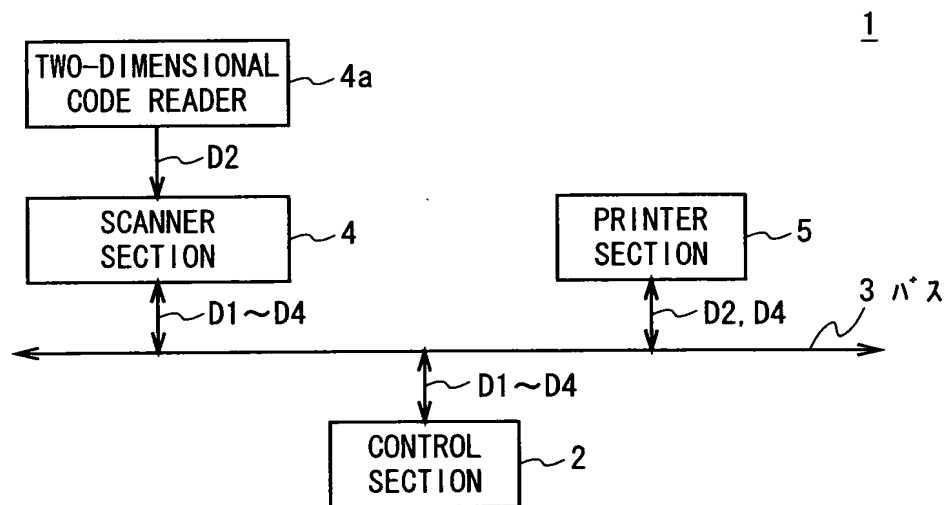 1
TWO-DIMENSIONAL
CODE READER
4a
D2
SCANNER
SECTION
4
PRINTER
SECTION
5
D1～D4
D2, D4
3 バス
D1～D4
CONTROL
SECTION
2